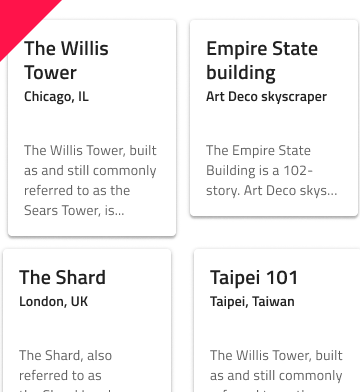 The Willis
Tower
Chicago, IL
The Willis Tower, built
as and still commonly
referred to as the
Sears Tower, is...
Empire State
building
Art Deco skyscraper
The Empire State
Building is a 102-
story. Art Deco skys...
The Shard
London, UK
The Shard, also
referred to as
Taipei 101
Taipei, Taiwan
The Willis Tower, built
as and still commonly